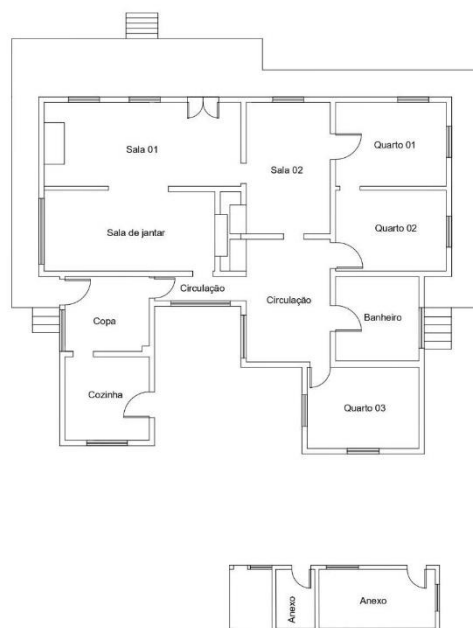 Sala 01
Quarto 01
Sala 02
Sala de jantar
Quarto 02
Circulação
Circulação
Copa
Banheiro
Cozinha
Quarto 03
Anexo
Anexo